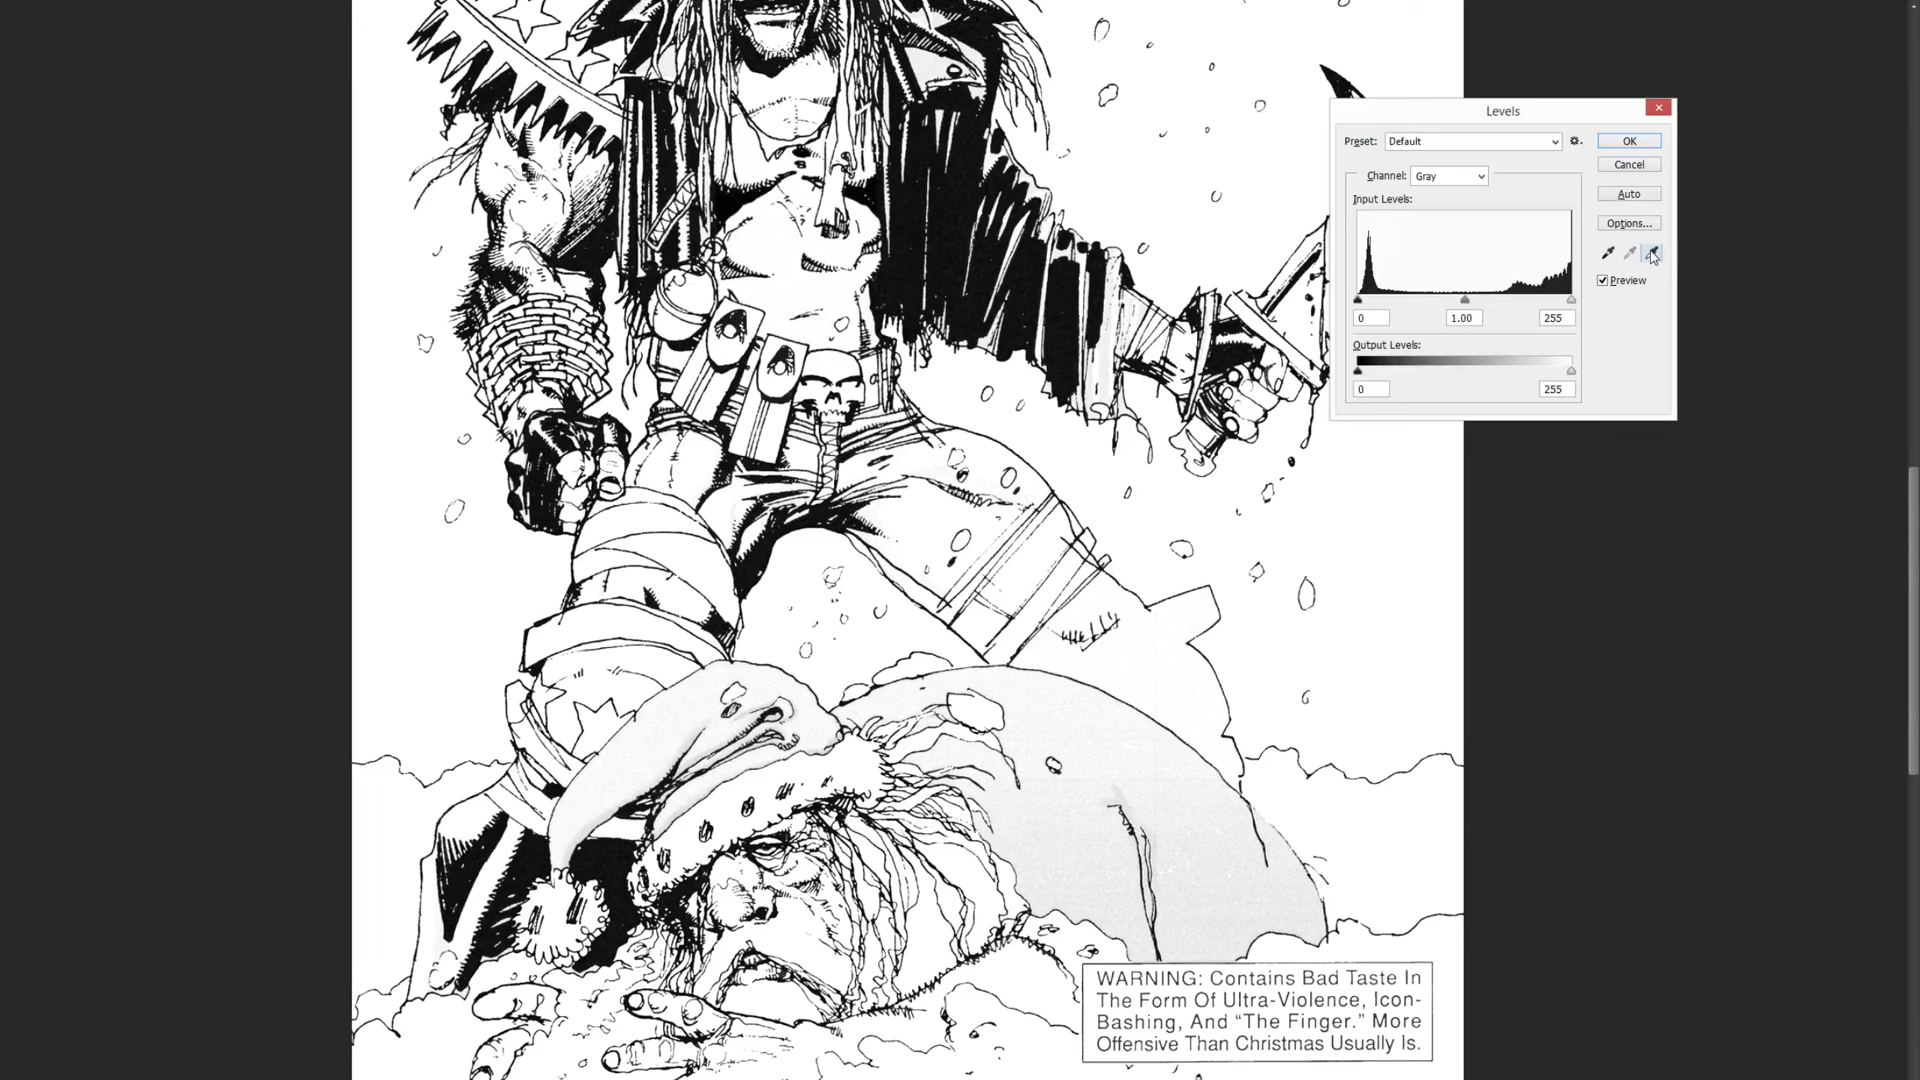 Levels
Preset: Default
OK
Cancel
Channel: Gray
Auto
Input Levels:
Options...
Preview
0 1.00 255
Output Levels:
0 255
WARNING: Contains Bad Taste In
The Form Of Ultra-Violence, Icon-
Bashing, And “The Finger.” More
Offensive Than Christmas Usually Is.